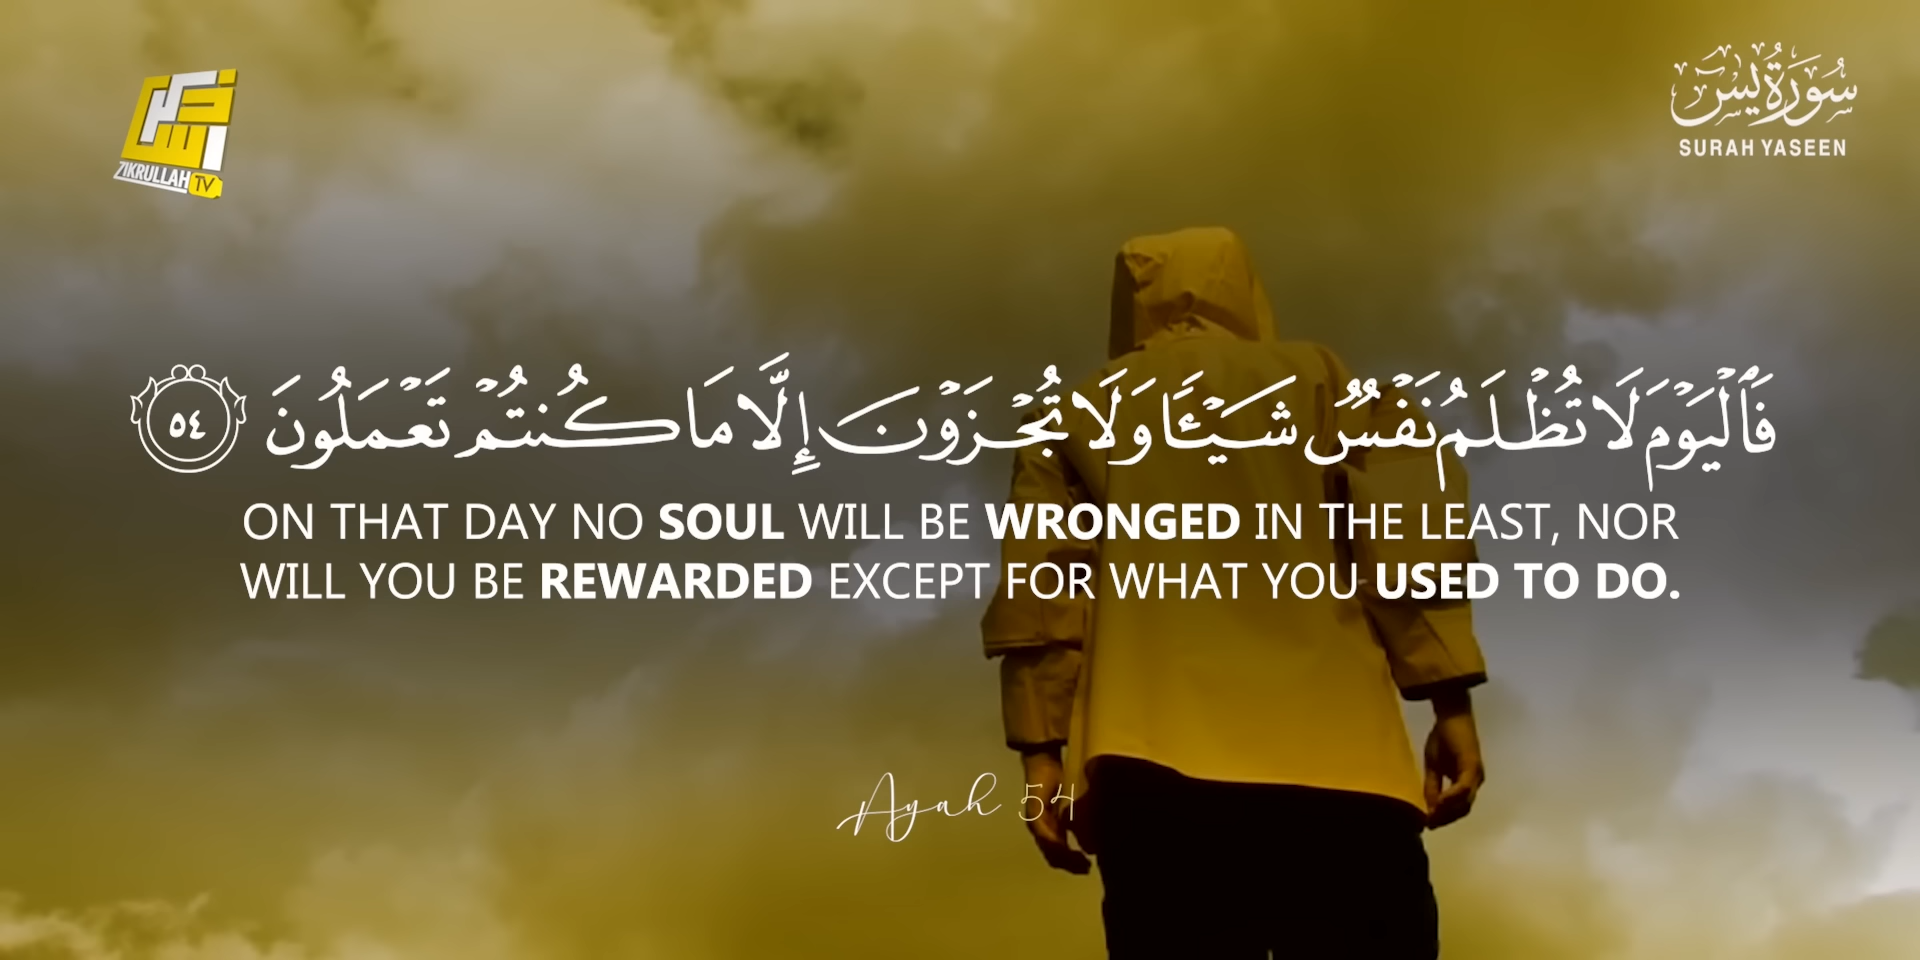 ZIKRULLAH TV
سُورَةُ يس
SURAH YASEEN
فَٱلْيَوْمَ لَا تُظْلَمُ نَفْسٌ شَيْـًٔا وَلَا تُجْزَوْنَ إِلَّا مَا كُنتُمْ تَعْمَلُونَ ٥٤
ON THAT DAY NO SOUL WILL BE WRONGED IN THE LEAST, NOR
WILL YOU BE REWARDED EXCEPT FOR WHAT YOU USED TO DO.
Ayah 54